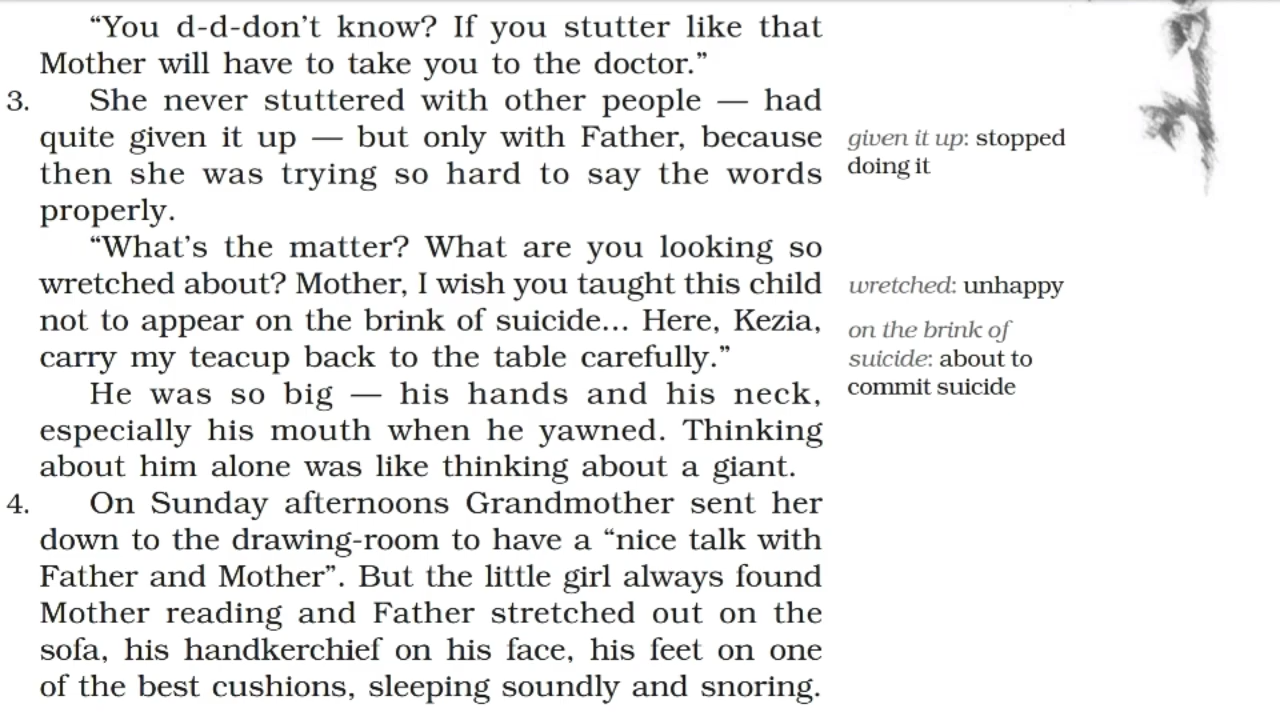 “You d-d-don’t know? If you stutter like that
Mother will have to take you to the doctor.”
3. She never stuttered with other people — had
quite given it up — but only with Father, because
then she was trying so hard to say the words
properly.
given it up: stopped
doing it
“What’s the matter? What are you looking so
wretched about? Mother, I wish you taught this child
not to appear on the brink of suicide... Here, Kezia,
carry my teacup back to the table carefully.”
wretched: unhappy
on the brink of
suicide: about to
commit suicide
He was so big — his hands and his neck,
especially his mouth when he yawned. Thinking
about him alone was like thinking about a giant.
4. On Sunday afternoons Grandmother sent her
down to the drawing-room to have a “nice talk with
Father and Mother”. But the little girl always found
Mother reading and Father stretched out on the
sofa, his handkerchief on his face, his feet on one
of the best cushions, sleeping soundly and snoring.